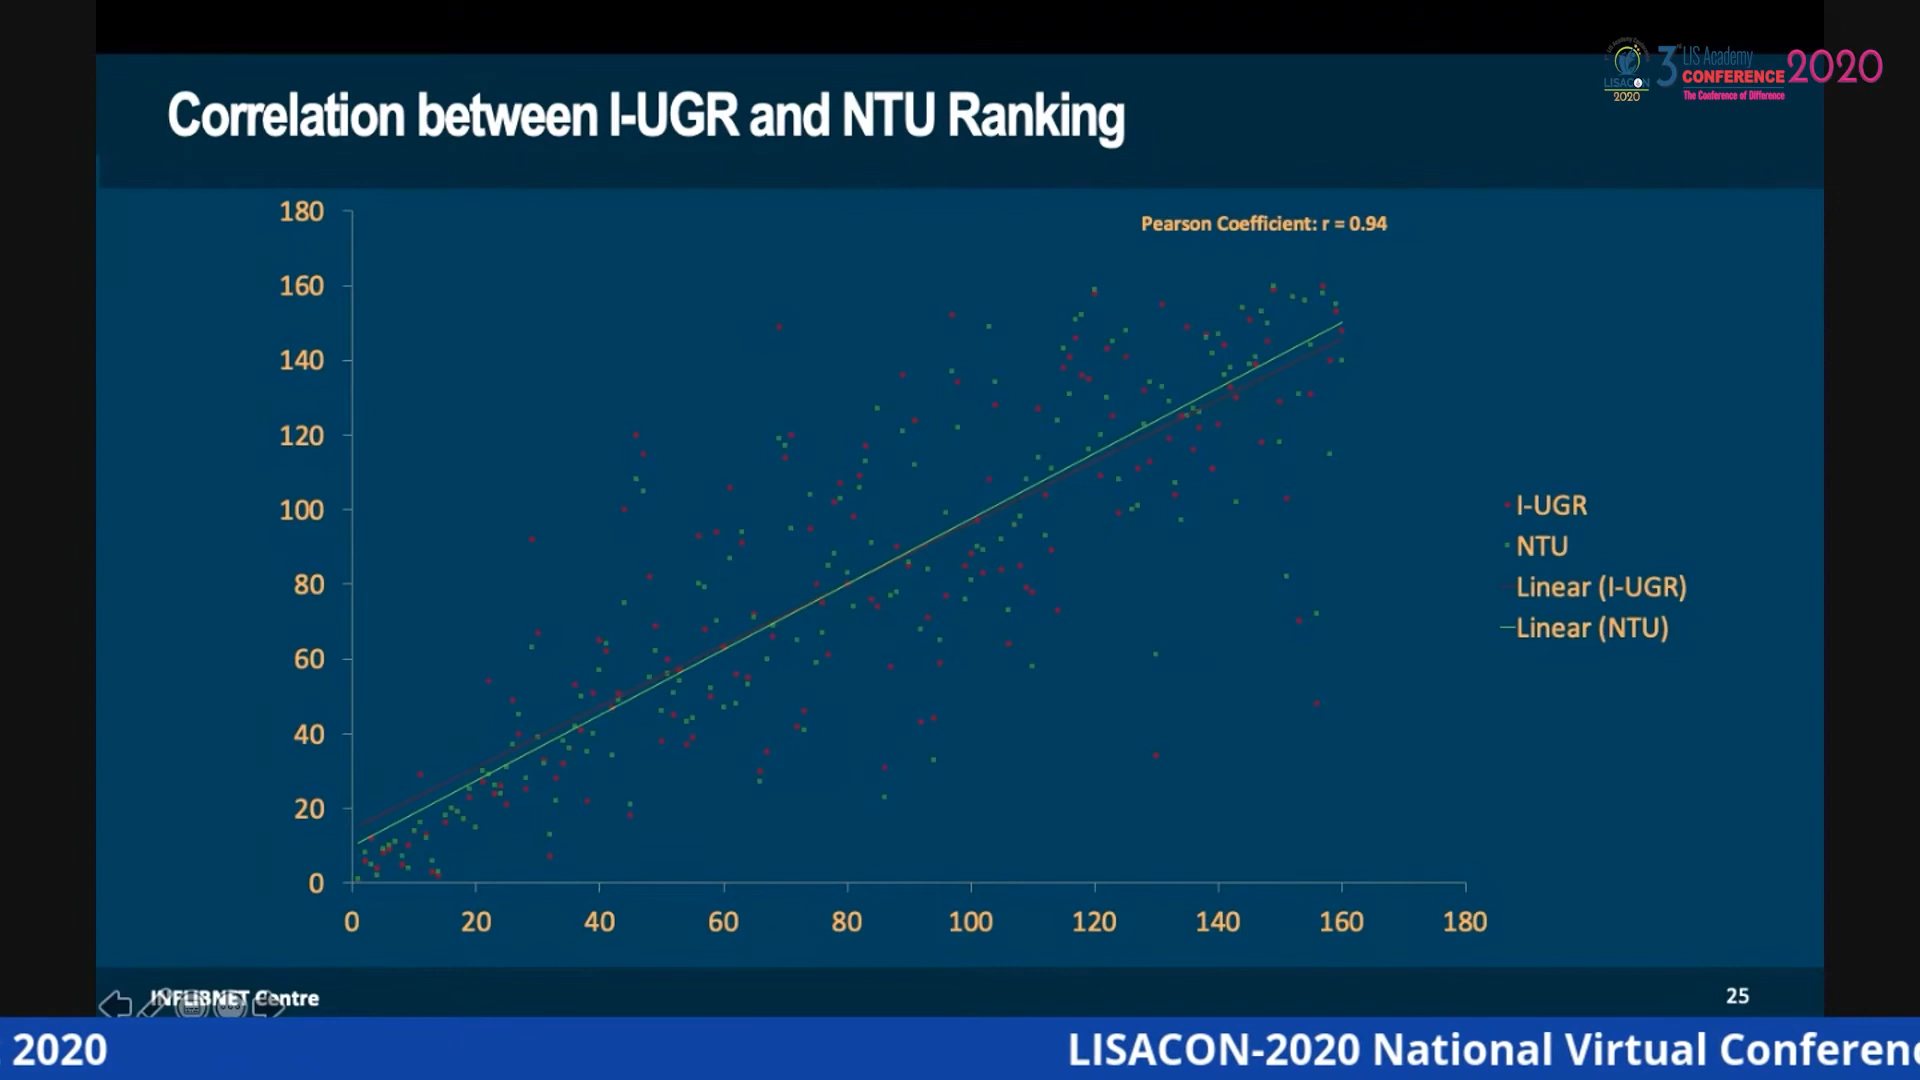 LISACON
2020
3rd LIS Academy
CONFERENCE 2020
The Conference of Difference
Correlation between I-UGR and NTU Ranking
Pearson Coefficient: r = 0.94
180
160
140
120
100
80
60
40
20
0
0 20 40 60 80 100 120 140 160 180
I-UGR
NTU
Linear (I-UGR)
Linear (NTU)
INFLIBNET Centre
25
2020 LISACON-2020 National Virtual Conferen